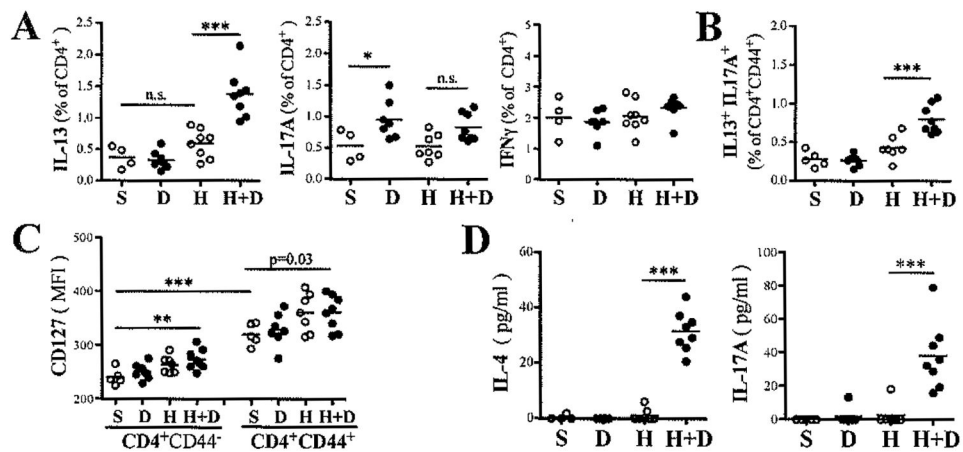 A
IL-13 (% of CD4⁺)
2.5
2.0
1.5
1.0
0.5
0.0
n.s.
***
S D H H+D
IL-17A (% of CD4⁺)
2.5
2.0
1.5
1.0
0.5
0.0
*
n.s.
S D H H+D
IFNγ (% of CD4⁺)
5
4
3
2
1
0
S D H H+D
B
IL13⁺ IL17A⁺
(% of CD4⁺CD44⁺)
2.0
1.5
1.0
0.5
0.0
***
S D H H+D
C
CD127 ( MFI )
500
400
300
200
***
**
p=0.03
S D H H+D S D H H+D
CD4⁺CD44⁻ CD4⁺CD44⁺
D
IL-4 ( pg/ml )
60
40
20
0
***
S D H H+D
IL-17A ( pg/ml )
100
80
60
40
20
0
***
S D H H+D